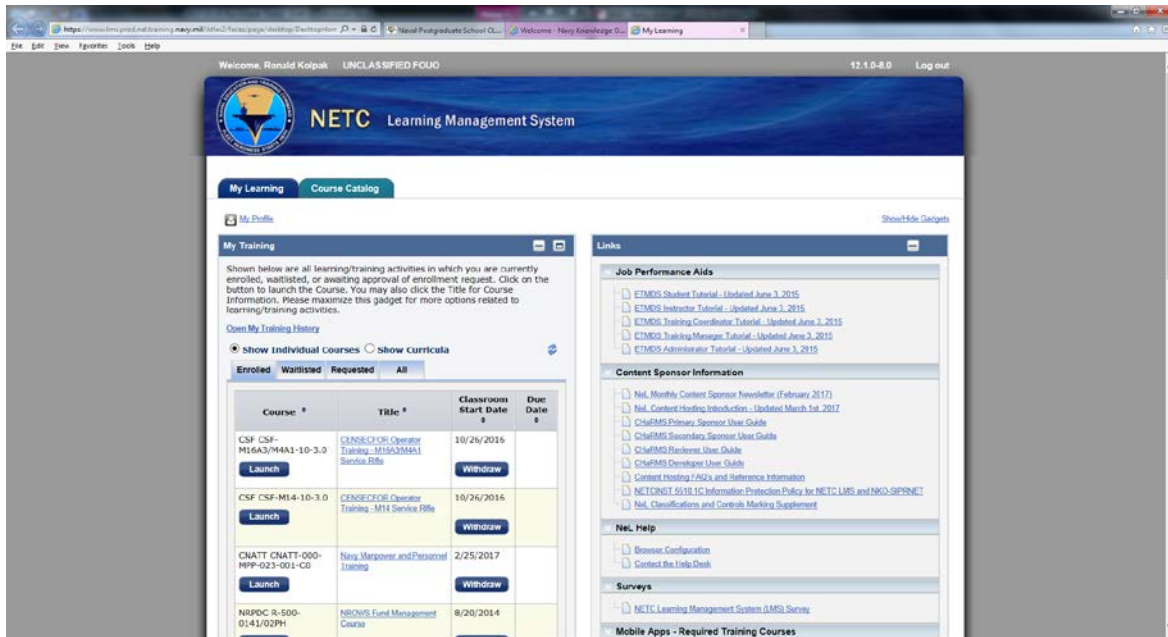 Naval Postgraduate School CL...
Welcome - Navy Knowledge O...
My Learning
File Edit View Favorites Tools Help
Welcome, Ronald Kolpak UNCLASSIFIED FOUO
12.1.0-8.0 Log out
NETC Learning Management System
My Learning
Course Catalog
My Profile
Show/Hide Gadgets
My Training
Shown below are all learning/training activities in which you are currently
enrolled, waitlisted, or awaiting approval of enrollment request. Click on the
button to launch the Course. You may also click the Title for Course
Information. Please maximize this gadget for more options related to
learning/training activities.
Open My Training History
Show Individual Courses Show Curricula
Enrolled Waitlisted Requested All
Course Title Classroom Start Date Due Date
CSF CSF-
M16A3/M4A1-10-3.0
Launch
CENSECFOR Operator
Training - M16A3/M4A1
Service Rifle
10/26/2016
Withdraw
CSF CSF-M14-10-3.0
Launch
CENSECFOR Operator
Training - M14 Service Rifle
10/26/2016
Withdraw
CNATT CNATT-000-
MPP-023-001-C0
Launch
Navy Manpower and Personnel
Training
2/25/2017
Withdraw
NRPDC R-500-
0141/02PH
NROWS Fund Management
Course
8/20/2014
Links
Job Performance Aids
ETMDS Student Tutorial - Updated June 3, 2015
ETMDS Instructor Tutorial - Updated June 3, 2015
ETMDS Training Coordinator Tutorial - Updated June 3, 2015
ETMDS Training Manager Tutorial - Updated June 3, 2015
ETMDS Administrator Tutorial - Updated June 3, 2015
Content Sponsor Information
NeL Monthly Content Sponsor Newsletter (February 2017)
NeL Content Hosting Introduction - Updated March 1st, 2017
CHaRMS Primary Sponsor User Guide
CHaRMS Secondary Sponsor User Guide
CHaRMS Reviewer User Guide
CHaRMS Developer User Guide
Content Hosting FAQ's and Reference Information
NETCINST 5510.1C Information Protection Policy for NETC LMS and NKO-SIPRNET
NeL Classifications and Controls Marking Supplement
NeL Help
Browser Configuration
Contact the Help Desk
Surveys
NETC Learning Management System (LMS) Survey
Mobile Apps - Required Training Courses